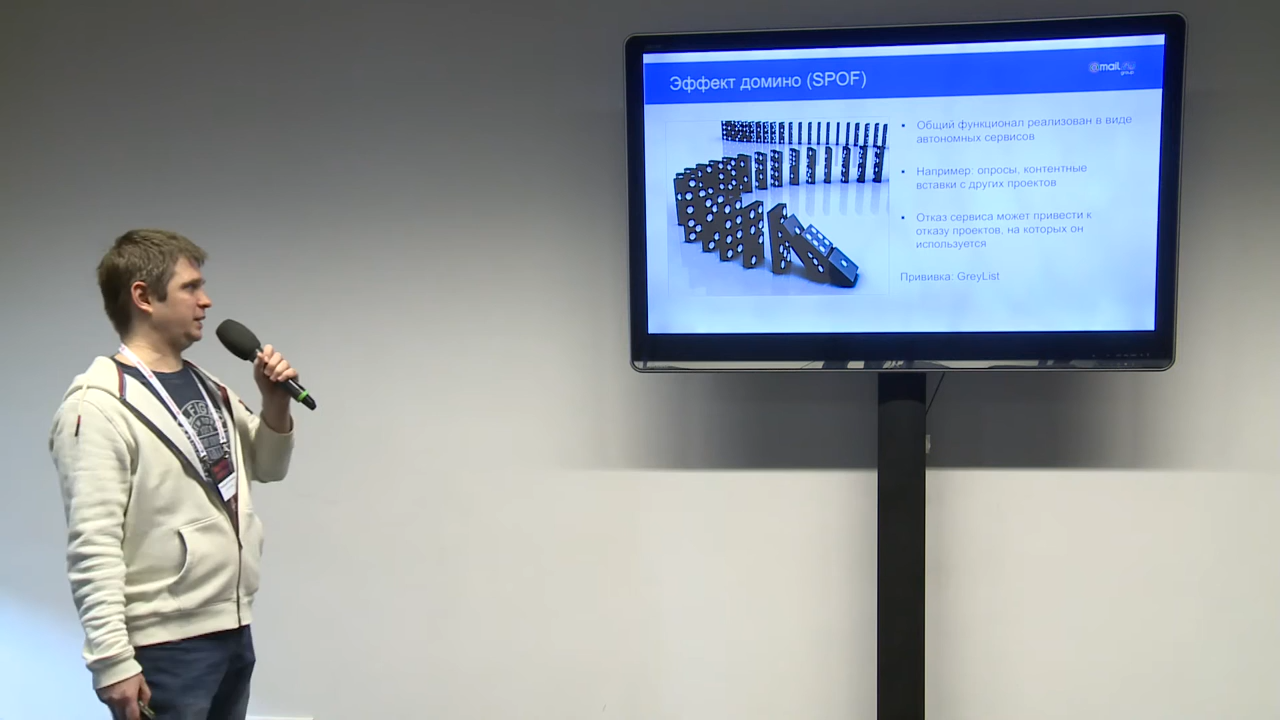 Эффект домино (SPOF)
@mail.ru
group
Общий функционал реализован в виде
автономных сервисов
Например: опросы, контентные
вставки с других проектов
Отказ сервиса может привести к
отказу проектов, на которых он
используется
Прививка: GreyList